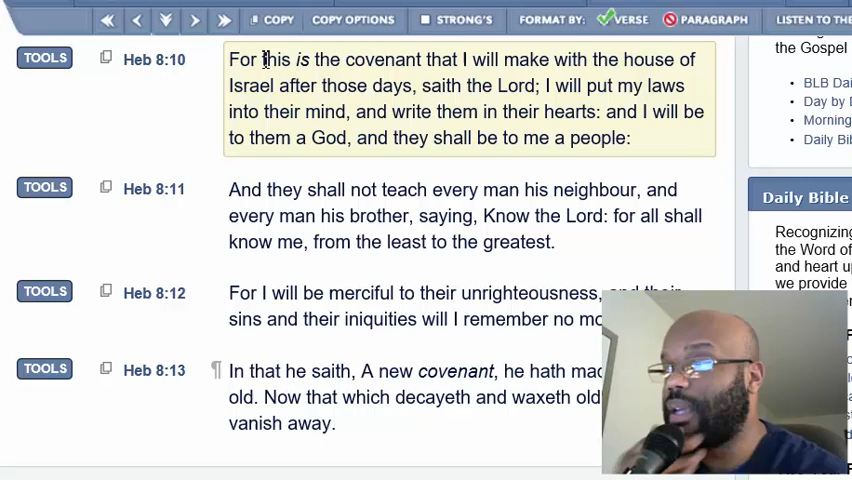 COPY COPY OPTIONS STRONG'S FORMAT BY: VERSE PARAGRAPH LISTEN TO THE
TOOLS Heb 8:10 For this is the covenant that I will make with the house of
Israel after those days, saith the Lord; I will put my laws
into their mind, and write them in their hearts: and I will be
to them a God, and they shall be to me a people:
TOOLS Heb 8:11 And they shall not teach every man his neighbour, and
every man his brother, saying, Know the Lord: for all shall
know me, from the least to the greatest.
TOOLS Heb 8:12 For I will be merciful to their unrighteousness, and their
sins and their iniquities will I remember no
TOOLS Heb 8:13 ¶ In that he saith, A new covenant, he hath
old. Now that which decayeth and waxeth old
vanish away.
the Gospel
BLB D
Day by D
Morning
Daily Bib
Daily Bible
Recognizing
the Word of
and heart up
we provide